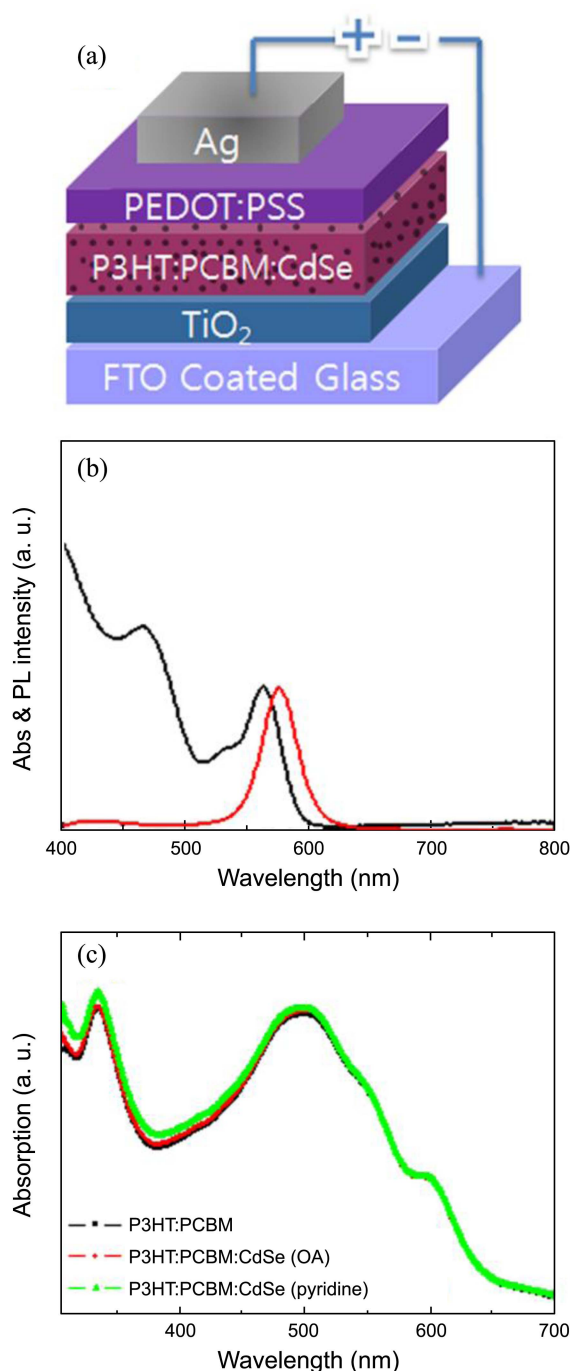 (a)
+ -
Ag
PEDOT:PSS
P3HT:PCBM:CdSe
TiO₂
FTO Coated Glass
(b)
Abs & PL intensity (a. u.)
400 500 600 700 800
Wavelength (nm)
(c)
Absorption (a. u.)
P3HT:PCBM
P3HT:PCBM:CdSe (OA)
P3HT:PCBM:CdSe (pyridine)
400 500 600 700
Wavelength (nm)